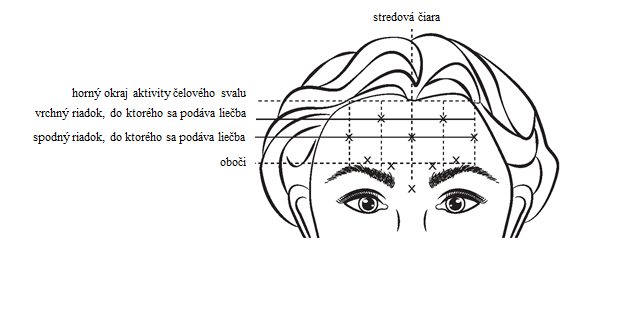 stredová čiara
horný okraj aktivity čelového svalu
vrchný riadok, do ktorého sa podáva liečba
spodný riadok, do ktorého sa podáva liečba
obočí